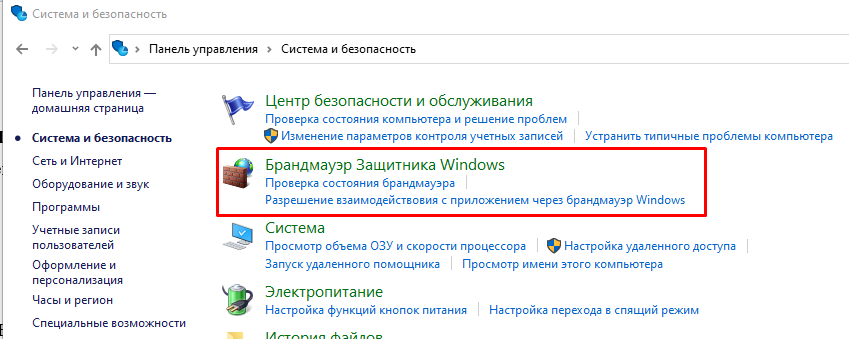 Система и безопасность
Панель управления > Система и безопасность
Панель управления —
домашняя страница
Система и безопасность
Сеть и Интернет
Оборудование и звук
Программы
Учетные записи
пользователей
Оформление и
персонализация
Часы и регион
Специальные возможности
Центр безопасности и обслуживания
Проверка состояния компьютера и решение проблем
Изменение параметров контроля учетных записей
Устранить типичные проблемы компьютера
Брандмауэр Защитника Windows
Проверка состояния брандмауэра
Разрешение взаимодействовия с приложением через брандмауэр Windows
Система
Просмотр объема ОЗУ и скорости процессора
Настройка удаленного доступа
Запуск удаленного помощника
Просмотр имени этого компьютера
Электропитание
Настройка функций кнопок питания
Настройка перехода в спящий режим
История файлов